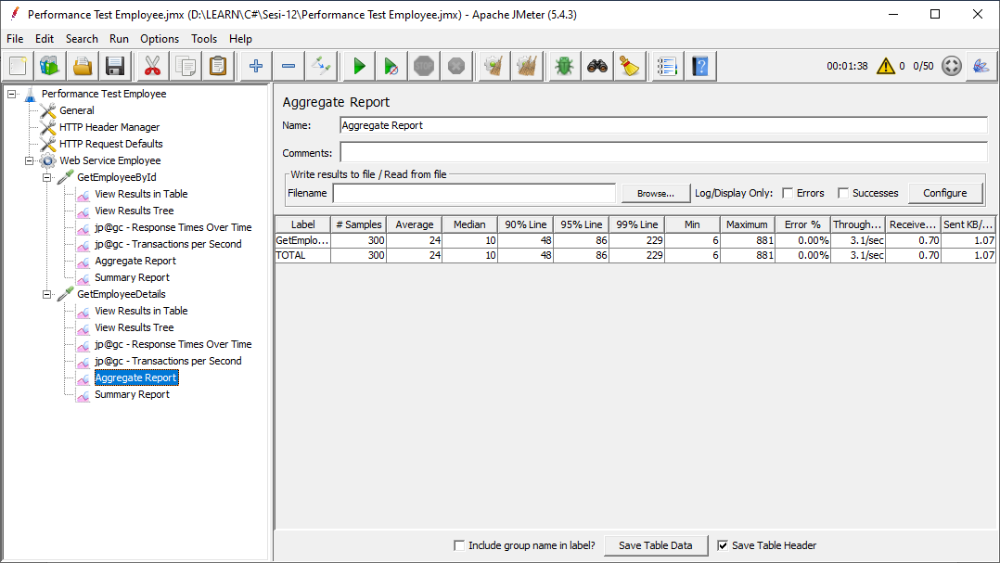 Performance Test Employee.jmx (D:\LEARN\C#\Sesi-12\Performance Test Employee.jmx) - Apache JMeter (5.4.3)
File Edit Search Run Options Tools Help
STOP 00:01:38 0 0/50
Performance Test Employee
General
HTTP Header Manager
HTTP Request Defaults
Web Service Employee
GetEmployeeById
View Results in Table
View Results Tree
jp@gc - Response Times Over Time
jp@gc - Transactions per Second
Aggregate Report
Summary Report
GetEmployeeDetails
View Results in Table
View Results Tree
jp@gc - Response Times Over Time
jp@gc - Transactions per Second
Aggregate Report
Summary Report
Aggregate Report
Name: Aggregate Report
Comments:
Write results to file / Read from file
Filename Browse... Log/Display Only: Errors Successes Configure
Label # Samples Average Median 90% Line 95% Line 99% Line Min Maximum Error % Through... Receive... Sent KB/...
GetEmplo... 300 24 10 48 86 229 6 881 0.00% 3.1/sec 0.70 1.07
TOTAL 300 24 10 48 86 229 6 881 0.00% 3.1/sec 0.70 1.07
Include group name in label? Save Table Data Save Table Header